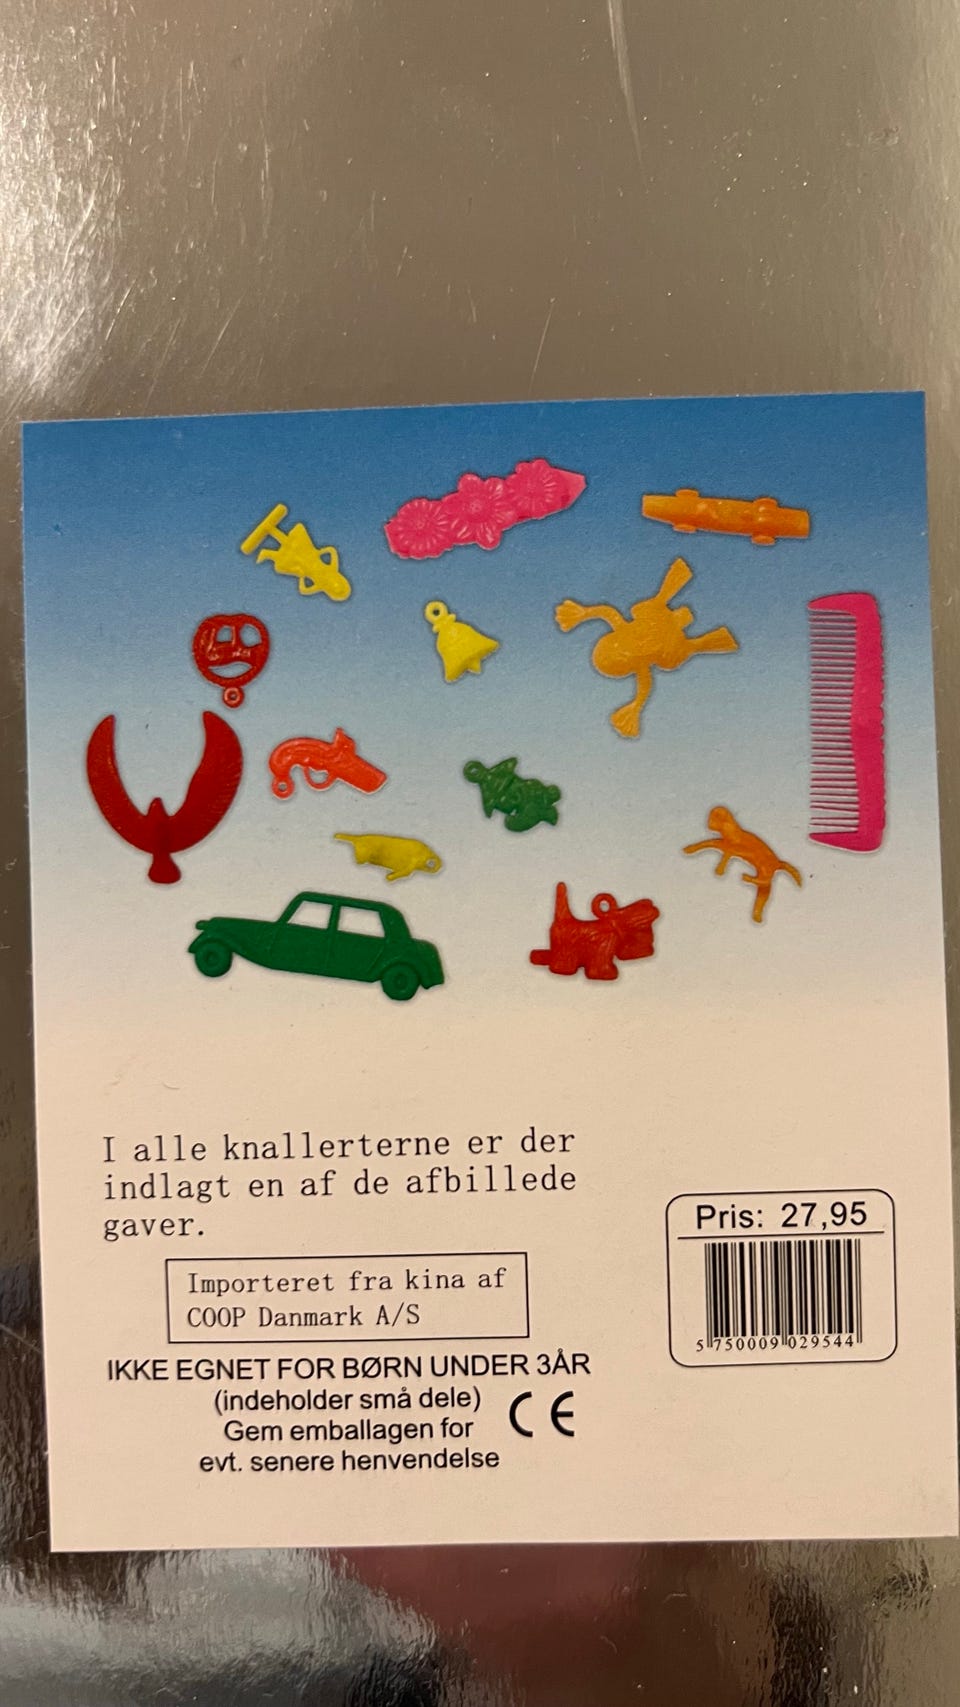 I alle knallerterne er der
indlagt en af de afbillede
gaver.
Importeret fra kina af
COOP Danmark A/S
IKKE EGNET FOR BØRN UNDER 3ÅR
(indeholder små dele)
Gem emballagen for
evt. senere henvendelse
CE
Pris: 27,95
5 750009 029544